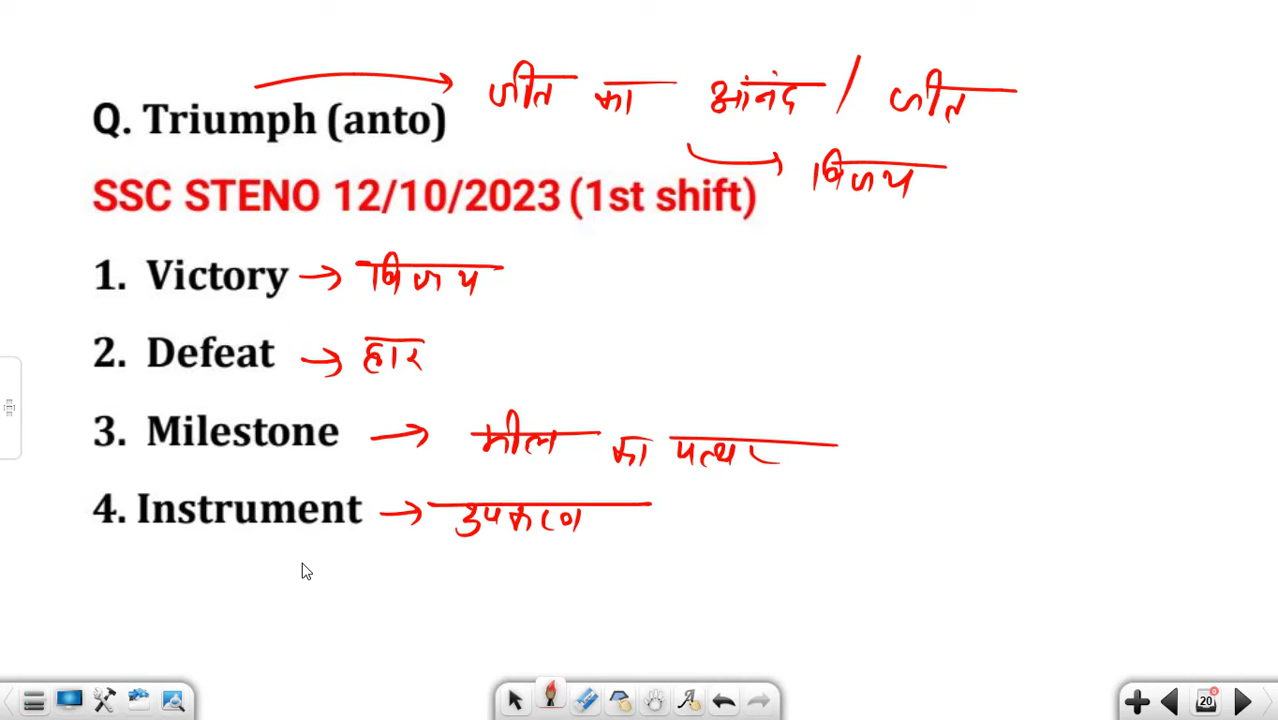 Q. Triumph (anto) → जीत का आनंद / जीत
→ विजय
SSC STENO 12/10/2023 (1st shift)
1. Victory → विजय
2. Defeat → हार
3. Milestone → मील का पत्थर
4. Instrument → उपकरण
20